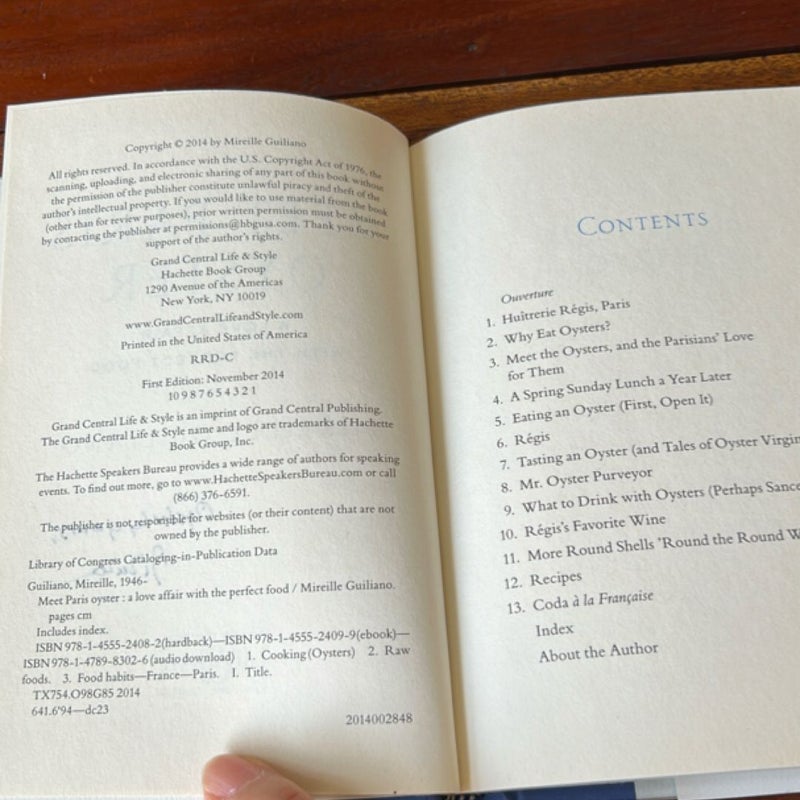 Copyright © 2014 by Mireille Guiliano
All rights reserved. In accordance with the U.S. Copyright Act of 1976, the
scanning, uploading, and electronic sharing of any part of this book without
the permission of the publisher constitute unlawful piracy and theft of the
author's intellectual property. If you would like to use material from the book
(other than for review purposes), prior written permission must be obtained
by contacting the publisher at permissions@hbgusa.com. Thank you for your
support of the author's rights.
Grand Central Life & Style
Hachette Book Group
1290 Avenue of the Americas
New York, NY 10019
www.GrandCentralLifeandStyle.com
Printed in the United States of America
RRD-C
First Edition: November 2014
10 9 8 7 6 5 4 3 2 1
Grand Central Life & Style is an imprint of Grand Central Publishing.
The Grand Central Life & Style name and logo are trademarks of Hachette
Book Group, Inc.
The Hachette Speakers Bureau provides a wide range of authors for speaking
events. To find out more, go to www.HachetteSpeakersBureau.com or call
(866) 376-6591.
The publisher is not responsible for websites (or their content) that are not
owned by the publisher.
Library of Congress Cataloging-in-Publication Data
Guiliano, Mireille, 1946-
Meet Paris oyster : a love affair with the perfect food / Mireille Guiliano.
pages cm
Includes index.
ISBN 978-1-4555-2408-2 (hardback)—ISBN 978-1-4555-2409-9 (ebook)—
ISBN 978-1-4789-8302-6 (audio download) 1. Cooking (Oysters) 2. Raw
foods. 3. Food habits—France—Paris. I. Title.
TX754.O98G85 2014
641.6'94—dc23
2014002848
CONTENTS
Ouverture
1. Huîtrerie Régis, Paris
2. Why Eat Oysters?
3. Meet the Oysters, and the Parisians' Love
for Them
4. A Spring Sunday Lunch a Year Later
5. Eating an Oyster (First, Open It)
6. Régis
7. Tasting an Oyster (and Tales of Oyster Virgin
8. Mr. Oyster Purveyor
9. What to Drink with Oysters (Perhaps Sance
10. Régis's Favorite Wine
11. More Round Shells 'Round the Round W
12. Recipes
13. Coda à la Française
Index
About the Author